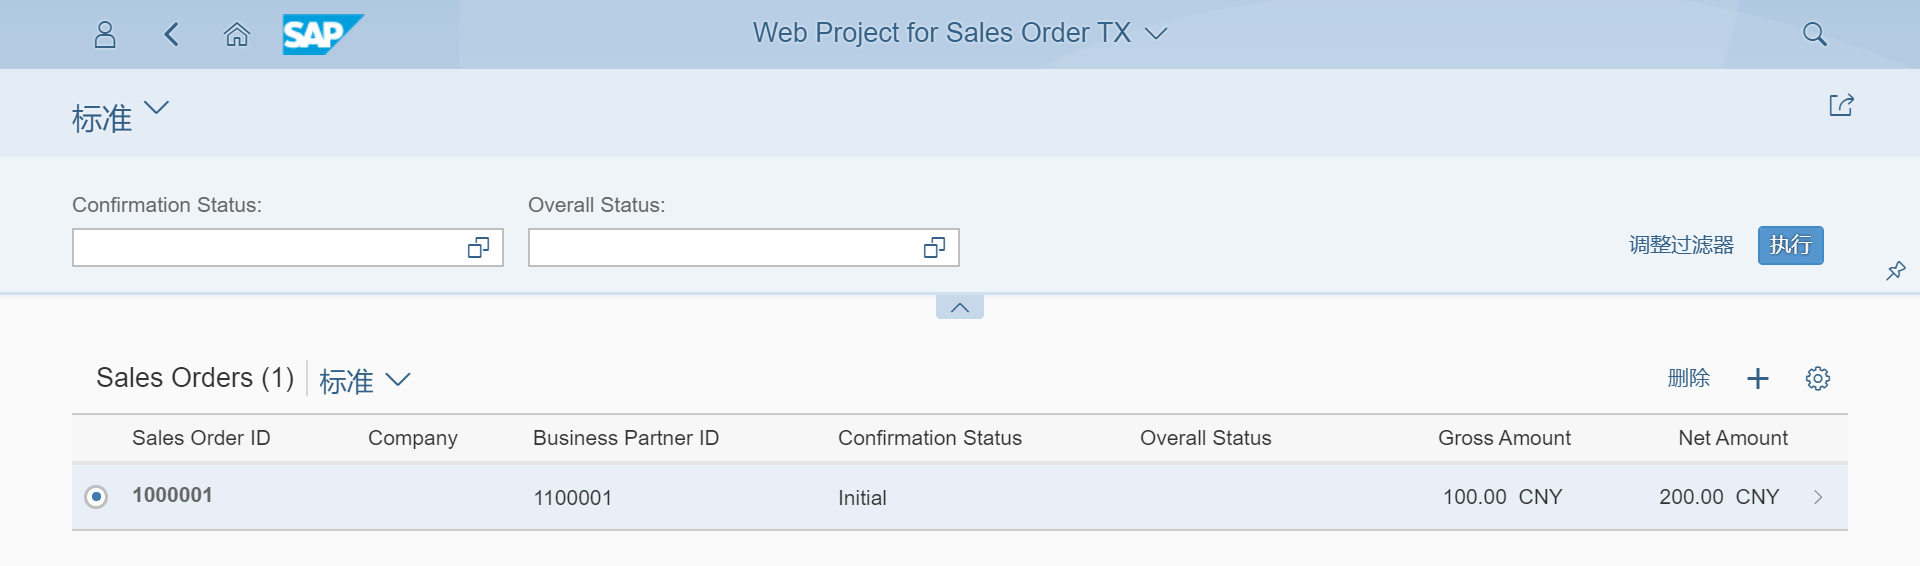 SAP Web Project for Sales Order TX
标准
Confirmation Status: Overall Status:
调整过滤器 执行
Sales Orders (1) 标准 删除
Sales Order ID Company Business Partner ID Confirmation Status Overall Status Gross Amount Net Amount
1000001 1100001 Initial 100.00 CNY 200.00 CNY